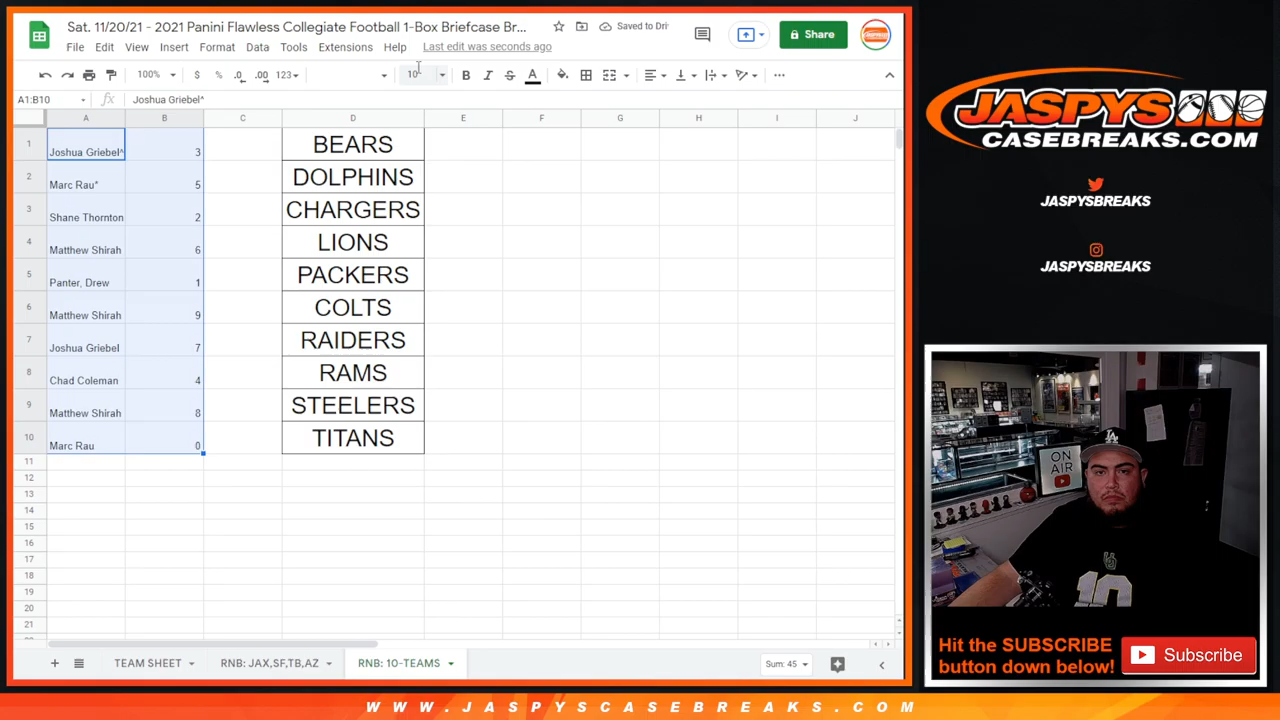 Sat. 11/20/21 - 2021 Panini Flawless Collegiate Football 1-Box Briefcase Br...
Saved to Dri
Share
File Edit View Insert Format Data Tools Extensions Help Last edit was seconds ago
100% $ % .0 .00 123 10 B I S A
A1:B10 fx Joshua Griebel^
A B C D E F G H I J
1 Joshua Griebel^ 3 BEARS
2 Marc Rau^ 5 DOLPHINS
3 Shane Thornton 2 CHARGERS
4 Matthew Shirah 6 LIONS
5 Panter, Drew 1 PACKERS
6 Matthew Shirah 9 COLTS
7 Joshua Griebel 7 RAIDERS
8 Chad Coleman 4 RAMS
9 Matthew Shirah 8 STEELERS
10 Marc Rau 0 TITANS
11
12
13
14
15
16
17
18
19
20
21
TEAM SHEET RNB: JAX,SF,TB,AZ RNB: 10-TEAMS Sum: 45
JASPYS
CASEBREAKS.COM
JASPYSBREAKS
JASPYSBREAKS
ON
AIR
LA
10
Hit the SUBSCRIBE
button down below!
Subscribe
WWW.JASPYSCASEBREAKS.COM